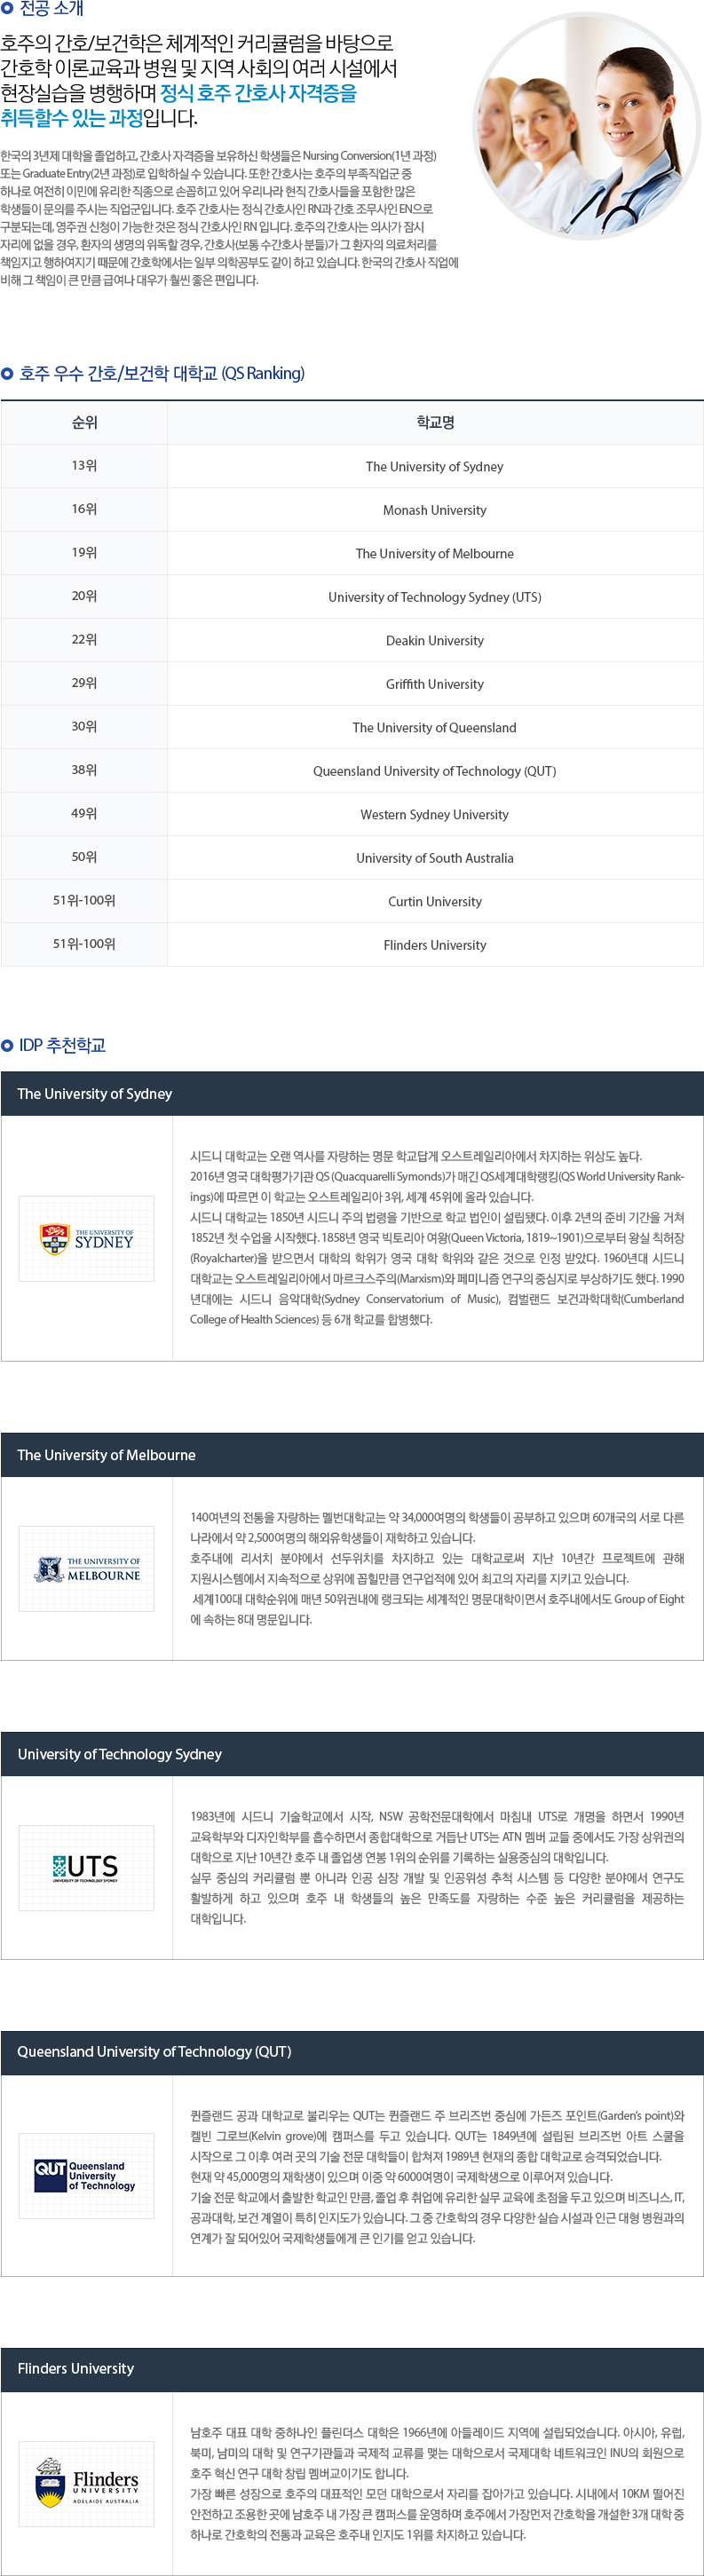 전공 소개
호주의 간호/보건학은 체계적인 커리큘럼을 바탕으로
간호학 이론교육과 병원 및 지역 사회의 여러 시설에서
현장실습을 병행하며 정식 호주 간호사 자격증을
취득할수 있는 과정입니다.
한국의 3년제 대학을 졸업하고, 간호사 자격증을 보유하신 학생들은 Nursing Conversion(1년 과정)
또는 Graduate Entry(2년 과정)로 입학하실 수 있습니다. 또한 간호사는 호주의 부족직업군 중
하나로 여전히 이민에 유리한 직종으로 손꼽히고 있어 우리나라 현직 간호사들을 포함한 많은
학생들이 문의를 주시는 직업군입니다. 호주 간호사는 정식 간호사인 RN과 간호 조무사인 EN으로
구분되는데, 영주권 신청이 가능한 것은 정식 간호사인 RN 입니다. 호주의 간호사는 의사가 잠시
자리에 없을 경우, 환자의 생명의 위독할 경우, 간호사(보통 수간호사 분들)가 그 환자의 의료처리를
책임지고 행하여지기 때문에 간호학에서는 일부 의학공부도 같이 하고 있습니다. 한국의 간호사 직업에
비해 그 책임이 큰 만큼 급여나 대우가 훨씬 좋은 편입니다.
호주 우수 간호/보건학 대학교 (QS Ranking)
순위 학교명
13위 The University of Sydney
16위 Monash University
19위 The University of Melbourne
20위 University of Technology Sydney (UTS)
22위 Deakin University
29위 Griffith University
30위 The University of Queensland
38위 Queensland University of Technology (QUT)
49위 Western Sydney University
50위 University of South Australia
51위-100위 Curtin University
51위-100위 Flinders University
IDP 추천학교
The University of Sydney
THE UNIVERSITY OF
SYDNEY
시드니 대학교는 오랜 역사를 자랑하는 명문 학교답게 오스트레일리아에서 차지하는 위상도 높다.
2016년 영국 대학평가기관 QS (Quacquarelli Symonds)가 매긴 QS세계대학랭킹(QS World University Rank-
ings)에 따르면 이 학교는 오스트레일리아 3위, 세계 45위에 올라 있습니다.
시드니 대학교는 1850년 시드니 주의 법령을 기반으로 학교 법인이 설립됐다. 이후 2년의 준비 기간을 거쳐
1852년 첫 수업을 시작했다. 1858년 영국 빅토리아 여왕(Queen Victoria, 1819~1901)으로부터 왕실 칙허장
(Royalcharter)을 받으면서 대학의 학위가 영국 대학 학위와 같은 것으로 인정 받았다. 1960년대 시드니
대학교는 오스트레일리아에서 마르크스주의(Marxism)와 페미니즘 연구의 중심지로 부상하기도 했다. 1990
년대에는 시드니 음악대학(Sydney Conservatorium of Music), 컴벌랜드 보건과학대학(Cumberland
College of Health Sciences) 등 6개 학교를 합병했다.
The University of Melbourne
THE UNIVERSITY OF
MELBOURNE
140여년의 전통을 자랑하는 멜번대학교는 약 34,000여명의 학생들이 공부하고 있으며 60개국의 서로 다른
나라에서 약 2,500여명의 해외유학생들이 재학하고 있습니다.
호주내에 리서치 분야에서 선두위치를 차지하고 있는 대학교로써 지난 10년간 프로젝트에 관해
지원시스템에서 지속적으로 상위에 꼽힐만큼 연구업적에 있어 최고의 자리를 지키고 있습니다.
세계100대 대학순위에 매년 50위권내에 랭크되는 세계적인 명문대학이면서 호주내에서도 Group of Eight
에 속하는 8대 명문입니다.
University of Technology Sydney
UTS
UNIVERSITY OF TECHNOLOGY SYDNEY
1983년에 시드니 기술학교에서 시작, NSW 공학전문대학에서 마침내 UTS로 개명을 하면서 1990년
교육학부와 디자인학부를 흡수하면서 종합대학으로 거듭난 UTS는 ATN 멤버 교들 중에서도 가장 상위권의
대학으로 지난 10년간 호주 내 졸업생 연봉 1위의 순위를 기록하는 실용중심의 대학입니다.
실무 중심의 커리큘럼 뿐 아니라 인공 심장 개발 및 인공위성 추척 시스템 등 다양한 분야에서 연구도
활발하게 하고 있으며 호주 내 학생들의 높은 만족도를 자랑하는 수준 높은 커리큘럼을 제공하는
대학입니다.
Queensland University of Technology (QUT)
QUT Queensland
University
of Technology
퀸즐랜드 공과 대학교로 불리우는 QUT는 퀸즐랜드 주 브리즈번 중심에 가든즈 포인트(Garden's point)와
켈빈 그로브(Kelvin grove)에 캠퍼스를 두고 있습니다. QUT는 1849년에 설립된 브리즈번 아트 스쿨을
시작으로 그 이후 여러 곳의 기술 전문 대학들이 합쳐져 1989년 현재의 종합 대학교로 승격되었습니다.
현재 약 45,000명의 재학생이 있으며 이중 약 6000여명이 국제학생으로 이루어져 있습니다.
기술 전문 학교에서 출발한 학교인 만큼, 졸업 후 취업에 유리한 실무 교육에 초점을 두고 있으며 비즈니스, IT,
공과대학, 보건 계열이 특히 인지도가 있습니다. 그 중 간호학의 경우 다양한 실습 시설과 인근 대형 병원과의
연계가 잘 되어있어 국제학생들에게 큰 인기를 얻고 있습니다.
Flinders University
Flinders
UNIVERSITY
ADELAIDE AUSTRALIA
남호주 대표 대학 중하나인 플린더스 대학은 1966년에 아들레이드 지역에 설립되었습니다. 아시아, 유럽,
북미, 남미의 대학 및 연구기관들과 국제적 교류를 맺는 대학으로서 국제대학 네트워크인 INU의 회원으로
호주 혁신 연구 대학 창립 멤버교이기도 합니다.
가장 빠른 성장으로 호주의 대표적인 모던 대학으로서 자리를 잡아가고 있습니다. 시내에서 10KM 떨어진
안전하고 조용한 곳에 남호주 내 가장 큰 캠퍼스를 운영하며 호주에서 가장먼저 간호학을 개설한 3개 대학 중
하나로 간호학의 전통과 교육은 호주내 인지도 1위를 차지하고 있습니다.